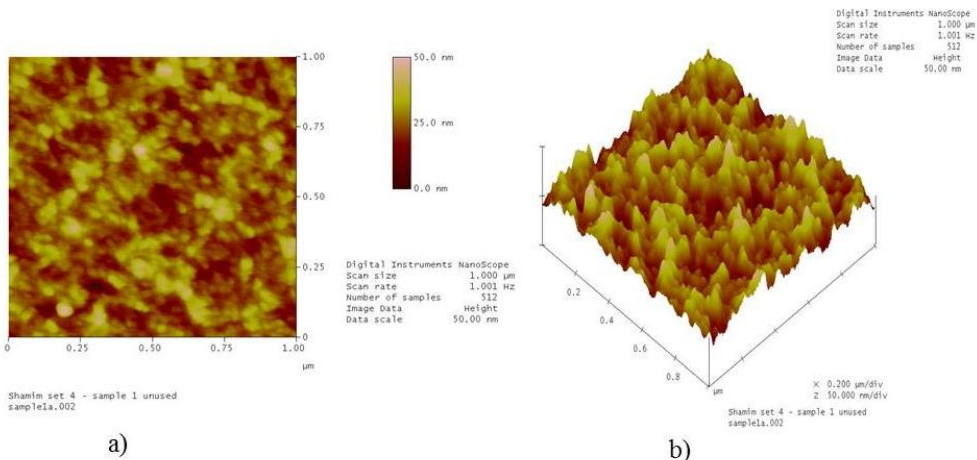 1.00
0.75
0.50
0.25
0
0 0.25 0.50 0.75 1.00
µm
50.0 nm
25.0 nm
0.0 nm
Digital Instruments NanoScope
Scan size 1.000 µm
Scan rate 1.001 Hz
Number of samples 512
Image Data Height
Data scale 50.00 nm
Shamim set 4 - sample 1 unused
sample1a.002
a)
Digital Instruments NanoScope
Scan size 1.000 µm
Scan rate 1.001 Hz
Number of samples 512
Image Data Height
Data scale 50.00 nm
0.2
0.4
0.6
0.8
µm
X 0.200 µm/div
Z 50.000 nm/div
Shamim set 4 - sample 1 unused
sample1a.002
b)